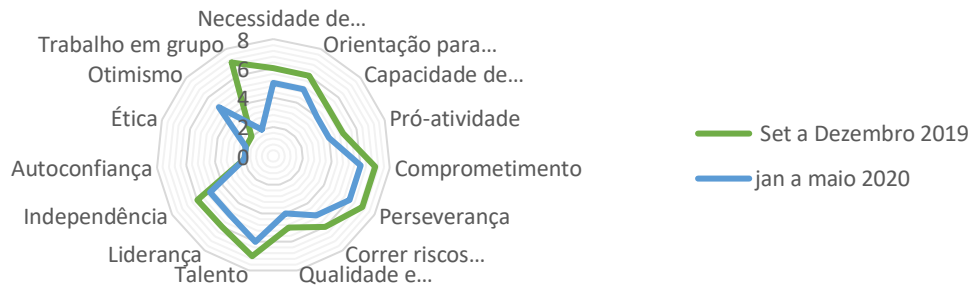 Necessidade de...
Orientação para...
Capacidade de...
Pró-atividade
Comprometimento
Perseverança
Correr riscos...
Qualidade e...
Talento
Liderança
Independência
Autoconfiança
Ética
Otimismo
Trabalho em grupo
8
6
4
2
0
Set a Dezembro 2019
jan a maio 2020